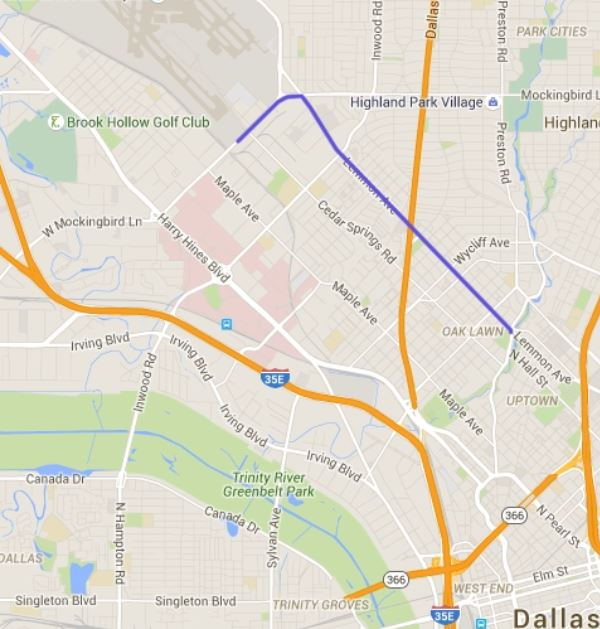 Inwood Rd
Dallas
Preston Rd
PARK CITIES
Highland Park Village
Mockingbird L
Brook Hollow Golf Club
Highlan
Preston Rd
Lemmon Ave
Maple Ave
Cedar Springs Rd
W Mockingbird Ln
Harry Hines Blvd
Wycliff Ave
Maple Ave
OAK LAWN
Lemmon Ave
N Hall St
Irving Blvd
Irving Blvd
Inwood Rd
35E
UPTOWN
Maple Ave
Irving Blvd
Irving Blvd
Trinity River
Greenbelt Park
Canada Dr
Canada Dr
N Hampton Rd
Sylvan Ave
366
N Pearl St
DALLAS
366
Elm St
WEST END
Singleton Blvd
Singleton Blvd
TRINITY GROVES
35E
Dallas